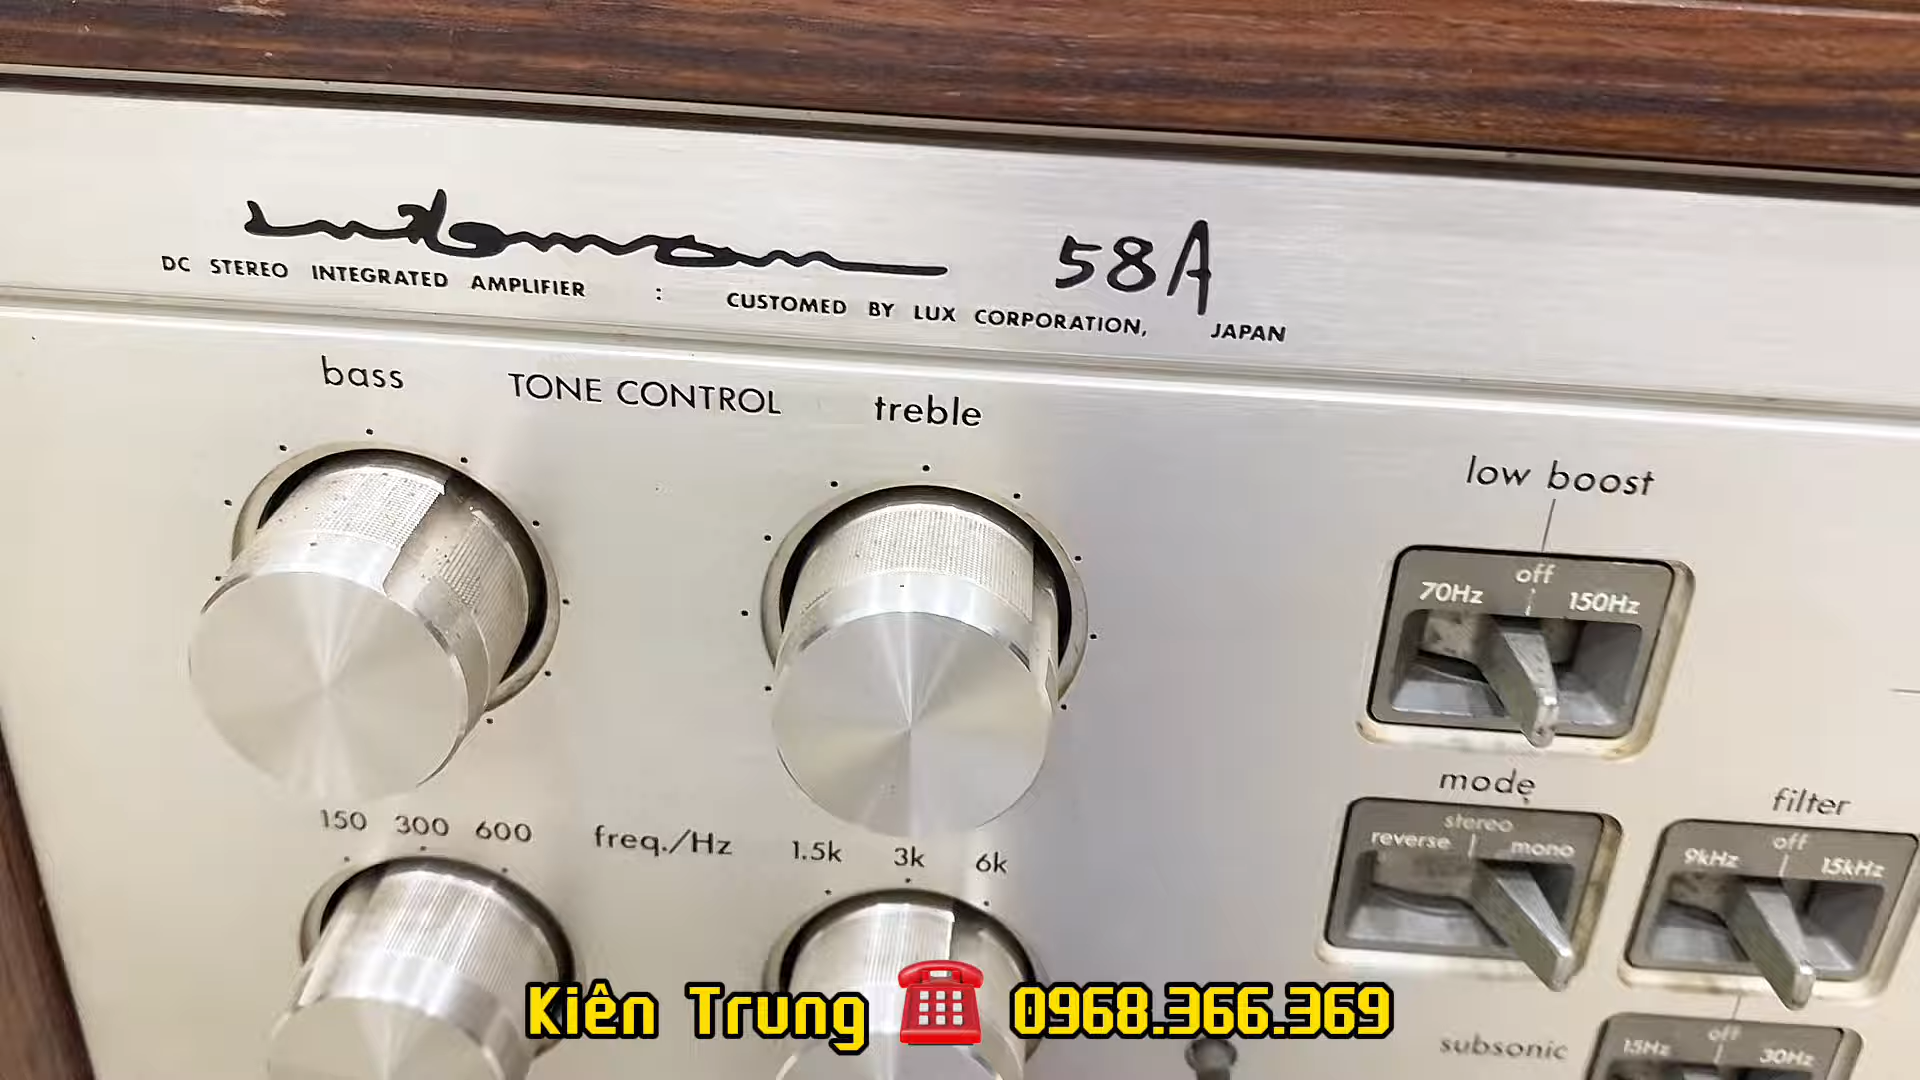 58A
DC STEREO INTEGRATED AMPLIFIER : CUSTOMED BY LUX CORPORATION, JAPAN
bass TONE CONTROL treble
low boost
70Hz off 150Hz
mode
reverse stereo mono
filter
9kHz off 15kHz
150 300 600 freq./Hz 1.5k 3k 6k
subsonic
15Hz off 30Hz
Kiên Trung ☎ 0968.366.369